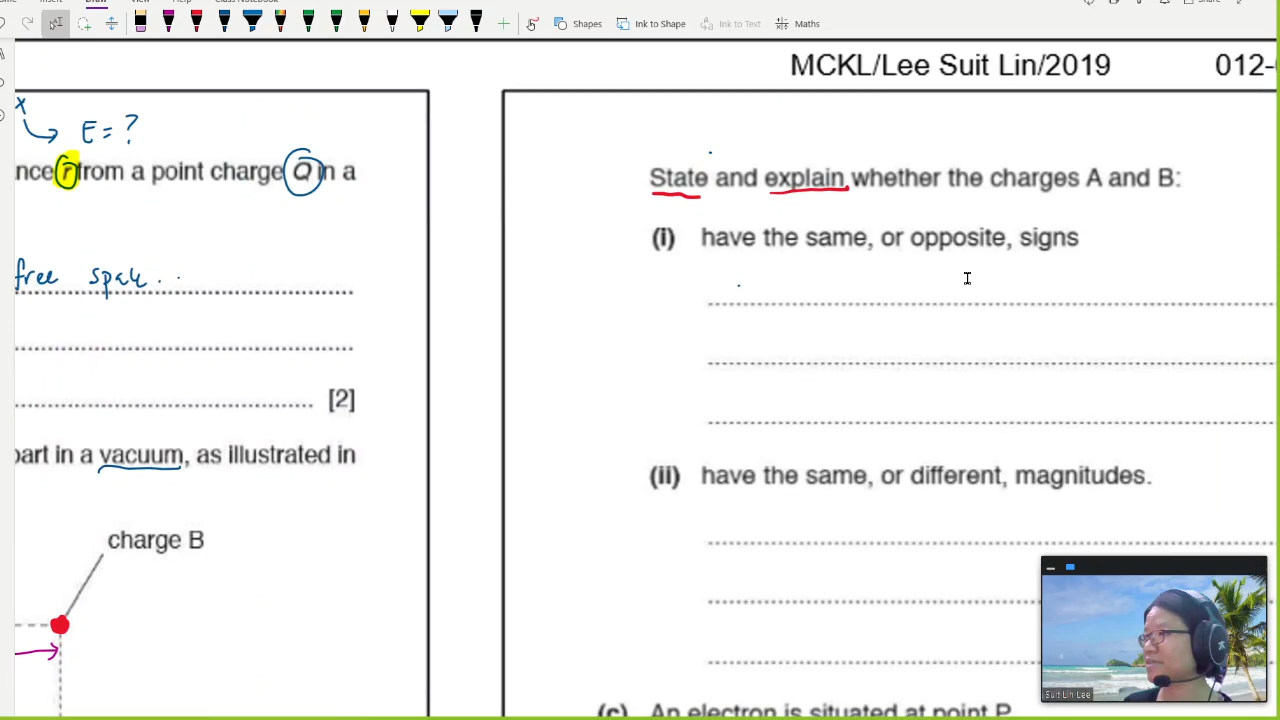 Shapes
Ink to Shape
Ink to Text
Maths
MCKL/Lee Suit Lin/2019
012-
x
E = ?
nce r from a point charge Q in a
free
[2]
part in a vacuum, as illustrated in
charge B
State and explain whether the charges A and B:
(i) have the same, or opposite, signs
(ii) have the same, or different, magnitudes.
(c) An electron is situated at point P
Suit Lin Lee